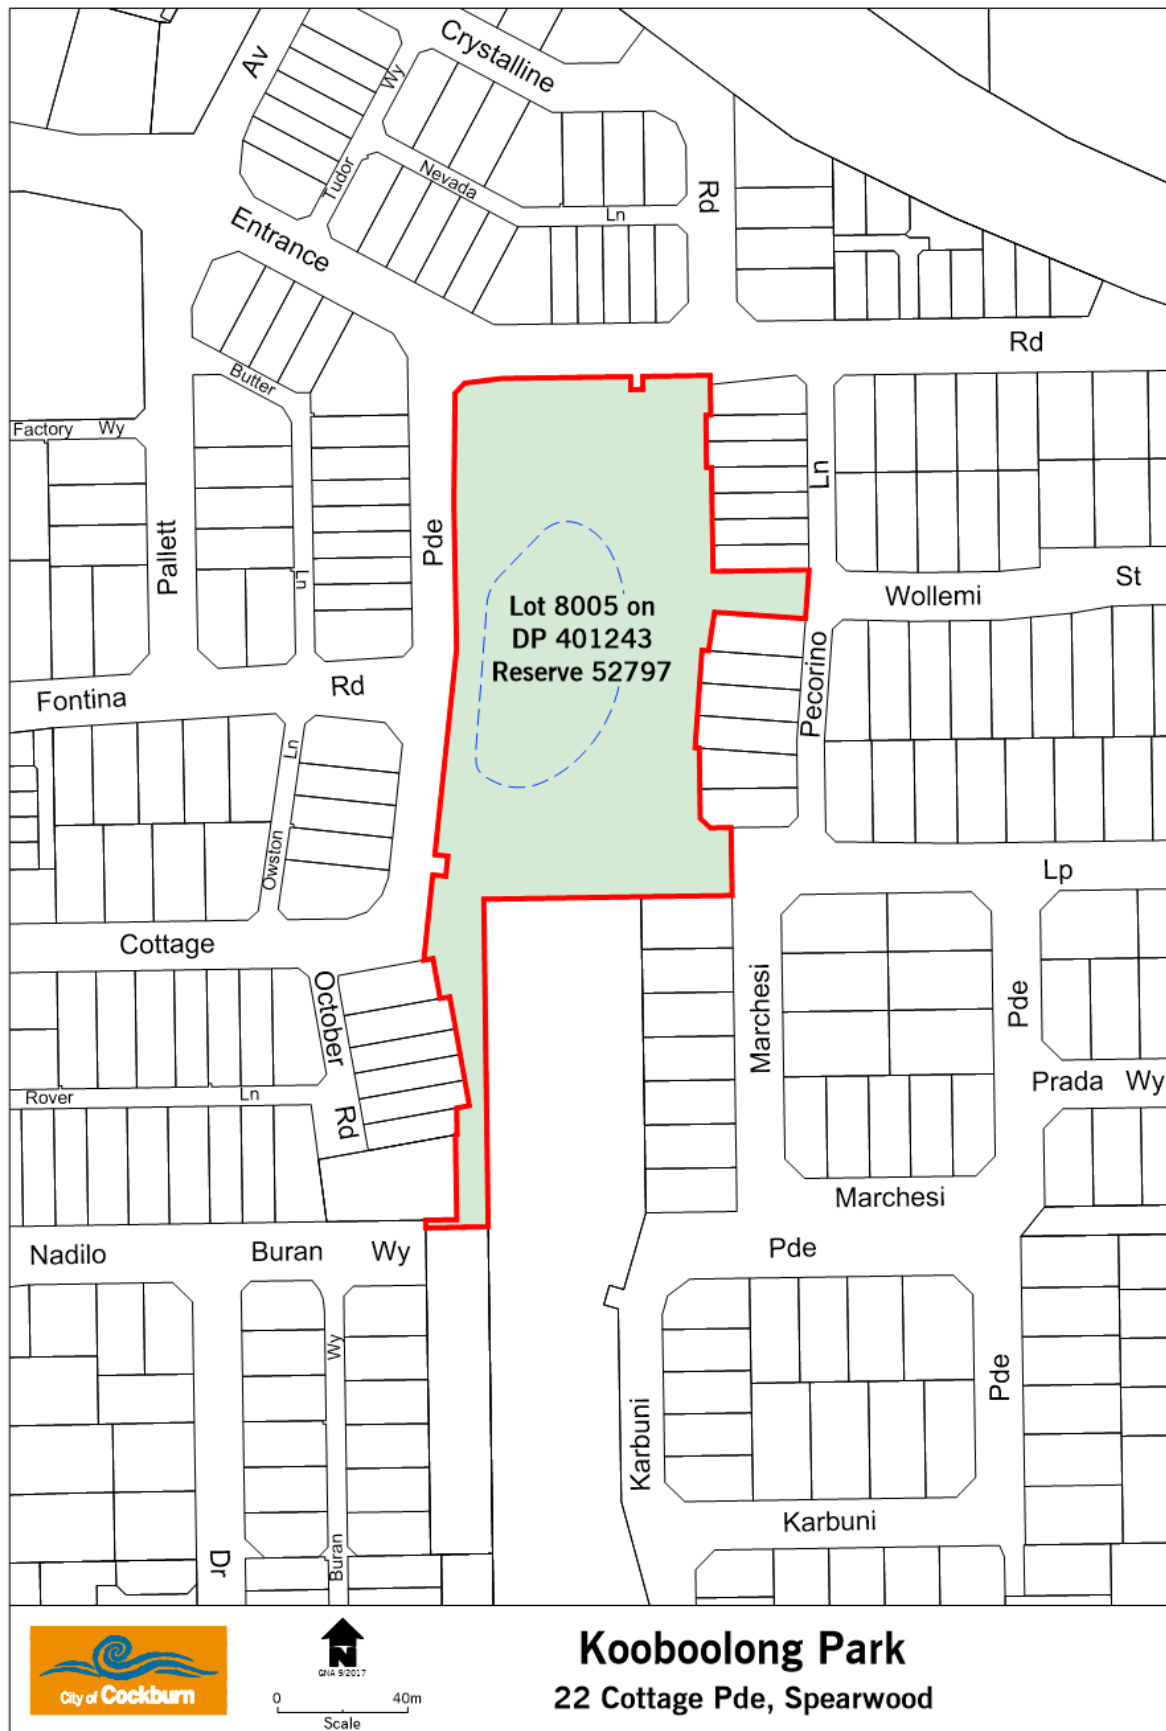 Crystalline
Av
Wy
Tudor
Nevada
Ln
Rd
Entrance
Rd
Butter
Factory Wy
Ln
Pallett
Pde
Ln
St
Wollemi
Lot 8005 on
DP 401243
Reserve 52797
Pecorino
Rd
Fontina
Ln
Owston
Lp
Cottage
October
Marchesi
Pde
Prada Wy
Rover
Ln
Rd
Marchesi
Nadilo
Buran
Wy
Pde
Wy
Pde
Karbuni
Karbuni
Dr
Buran
City of Cockburn
N
GNA 9/2017
0
40m
Scale
Kooboolong Park
22 Cottage Pde, Spearwood